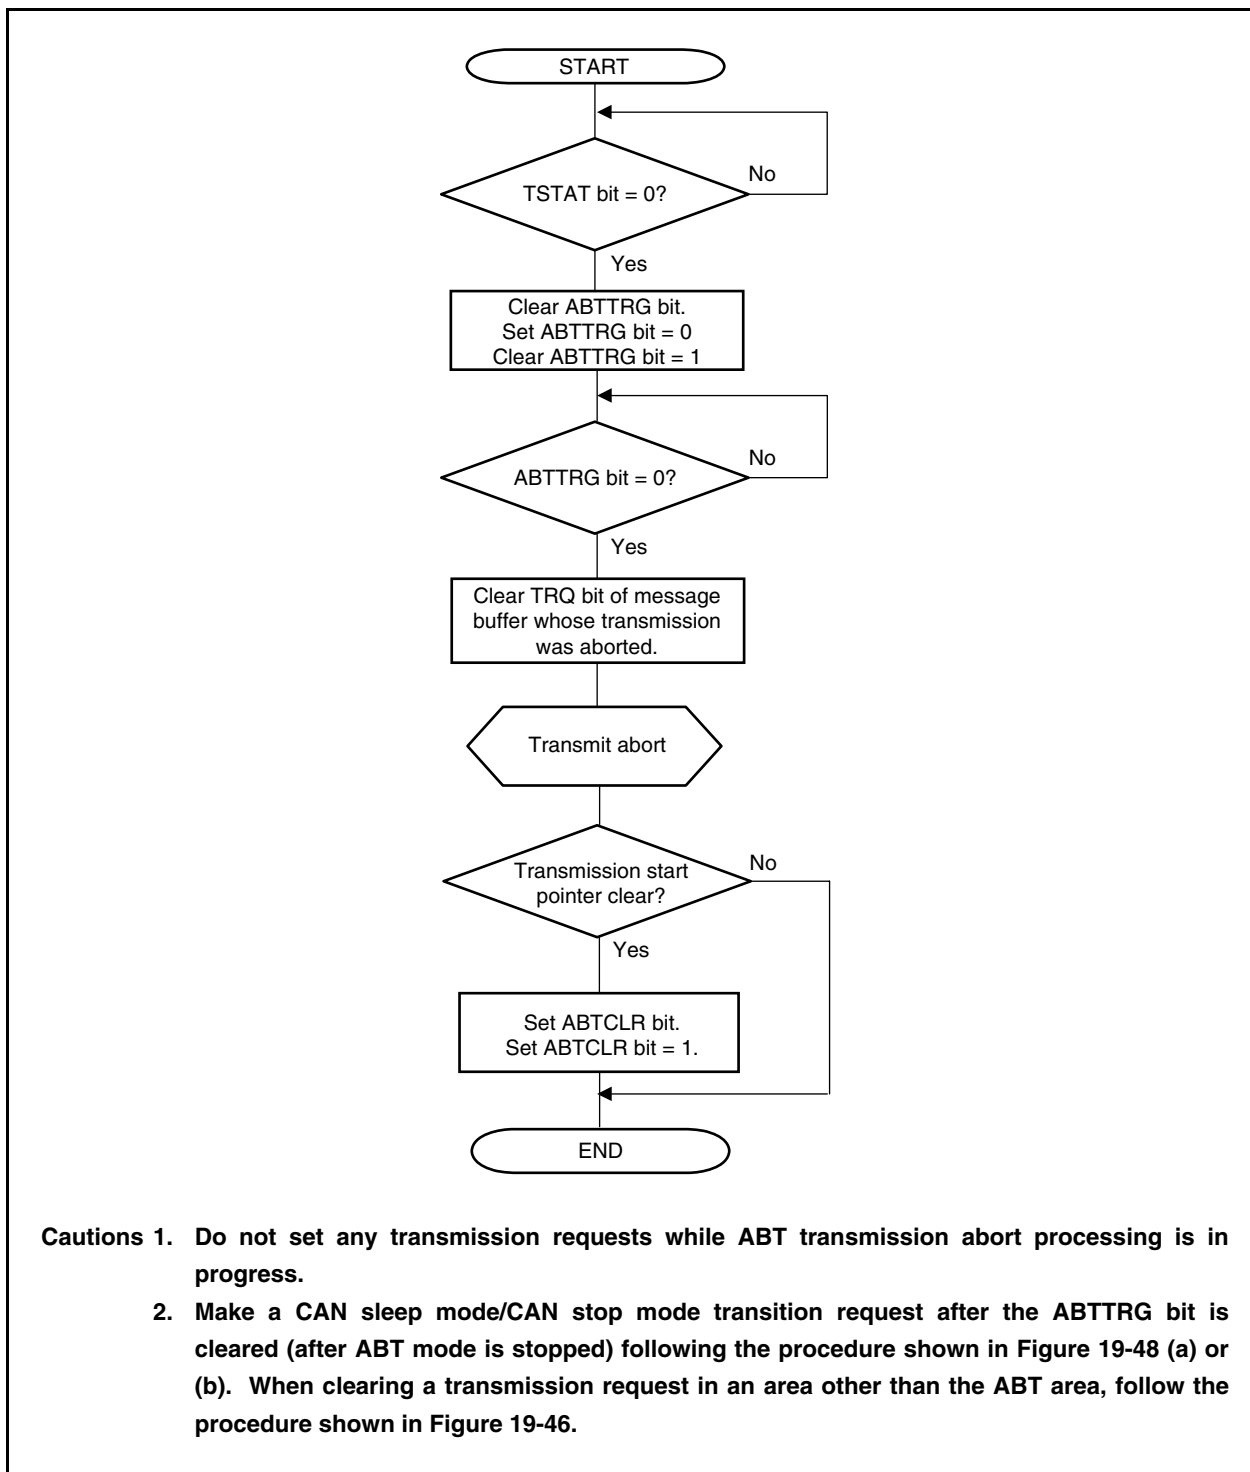 START
TSTAT bit = 0?
No
Yes
Clear ABTTRG bit.
Set ABTTRG bit = 0
Clear ABTTRG bit = 1
ABTTRG bit = 0?
No
Yes
Clear TRQ bit of message
buffer whose transmission
was aborted.
Transmit abort
Transmission start
pointer clear?
No
Yes
Set ABTCLR bit.
Set ABTCLR bit = 1.
END
Cautions 1. Do not set any transmission requests while ABT transmission abort processing is in
progress.
2. Make a CAN sleep mode/CAN stop mode transition request after the ABTTRG bit is
cleared (after ABT mode is stopped) following the procedure shown in Figure 19-48 (a) or
(b). When clearing a transmission request in an area other than the ABT area, follow the
procedure shown in Figure 19-46.